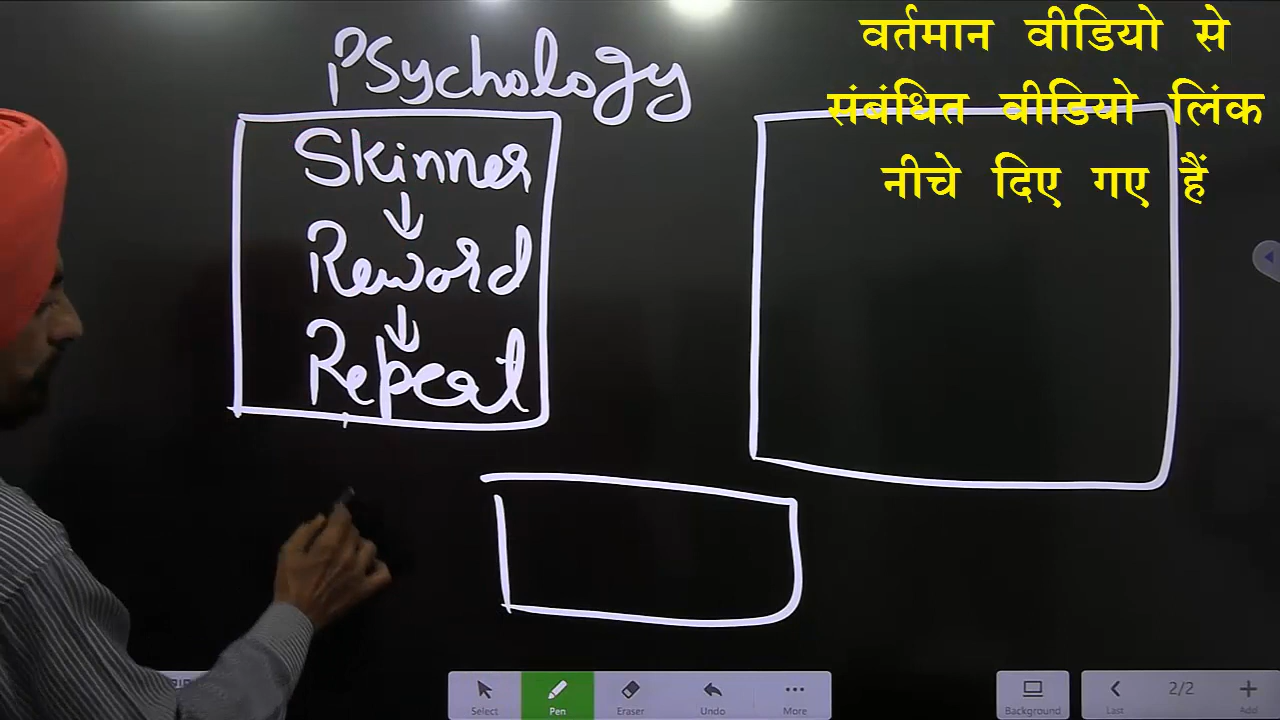 Psychology
Skinner
Reword
Repeat
वर्तमान वीडियो से
संबंधित वीडियो लिंक
नीचे दिए गए हैं
Select
Pen
Eraser
Undo
More
Background
Last
2/2
Add